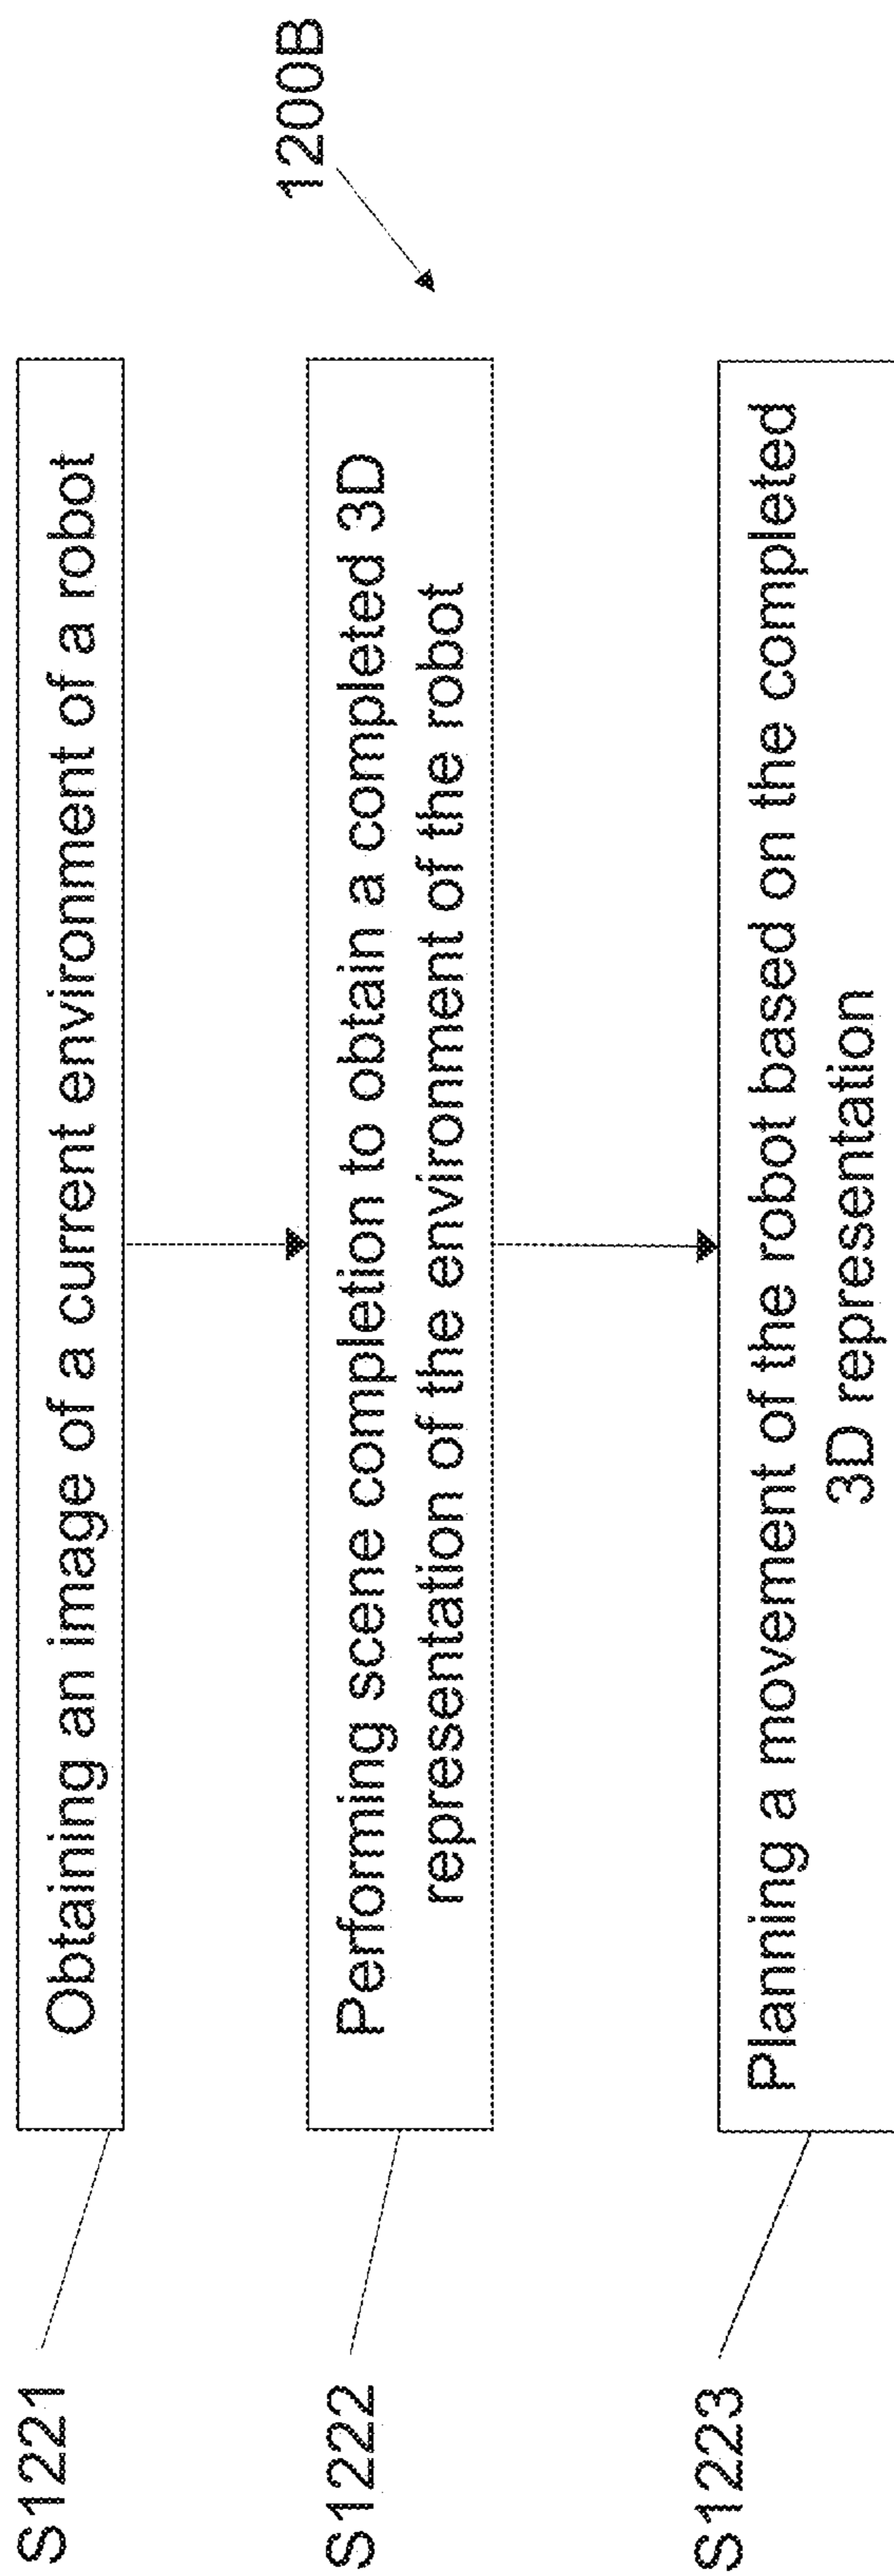 1200B
S1221
Obtaining an image of a current environment of a robot
S1222
Performing scene completion to obtain a completed 3D
representation of the environment of the robot
S1223
Planning a movement of the robot based on the completed
3D representation